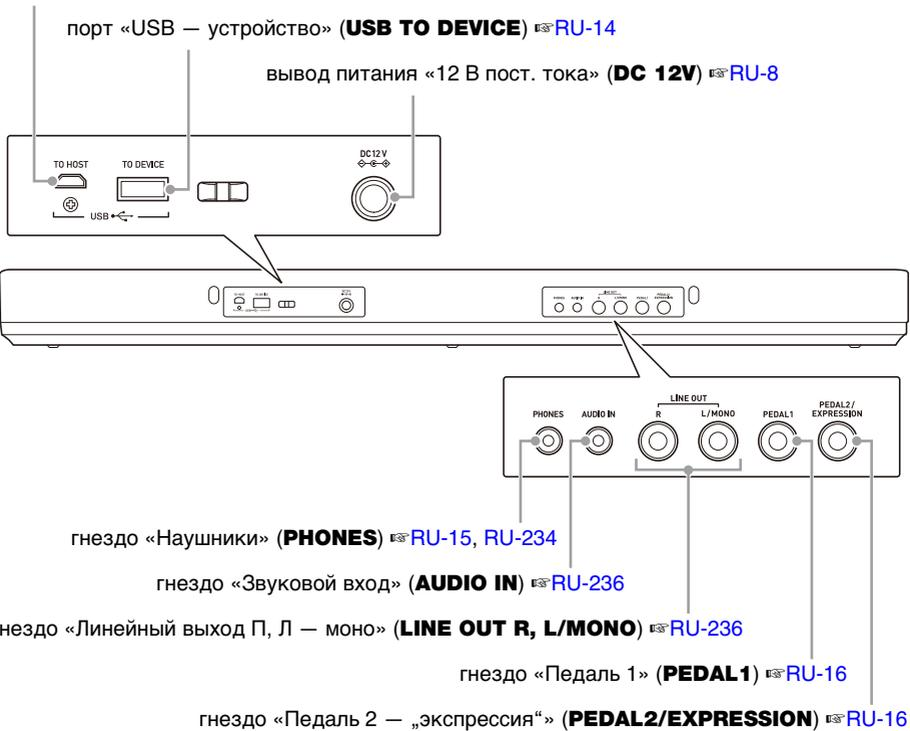 порт «USB — устройство» (USB TO DEVICE) ☞RU-14
вывод питания «12 В пост. тока» (DC 12V) ☞RU-8
TO HOST
TO DEVICE
DC12V
USB
PHONES
AUDIO IN
LINE OUT
R
L/MONO
PEDAL1
PEDAL2/
EXPRESSION
гнездо «Наушники» (PHONES) ☞RU-15, RU-234
гнездо «Звуковой вход» (AUDIO IN) ☞RU-236
нездо «Линейный выход П, Л — моно» (LINE OUT R, L/MONO) ☞RU-236
гнездо «Педаль 1» (PEDAL1) ☞RU-16
гнездо «Педаль 2 — „экспрессия“» (PEDAL2/EXPRESSION) ☞RU-16